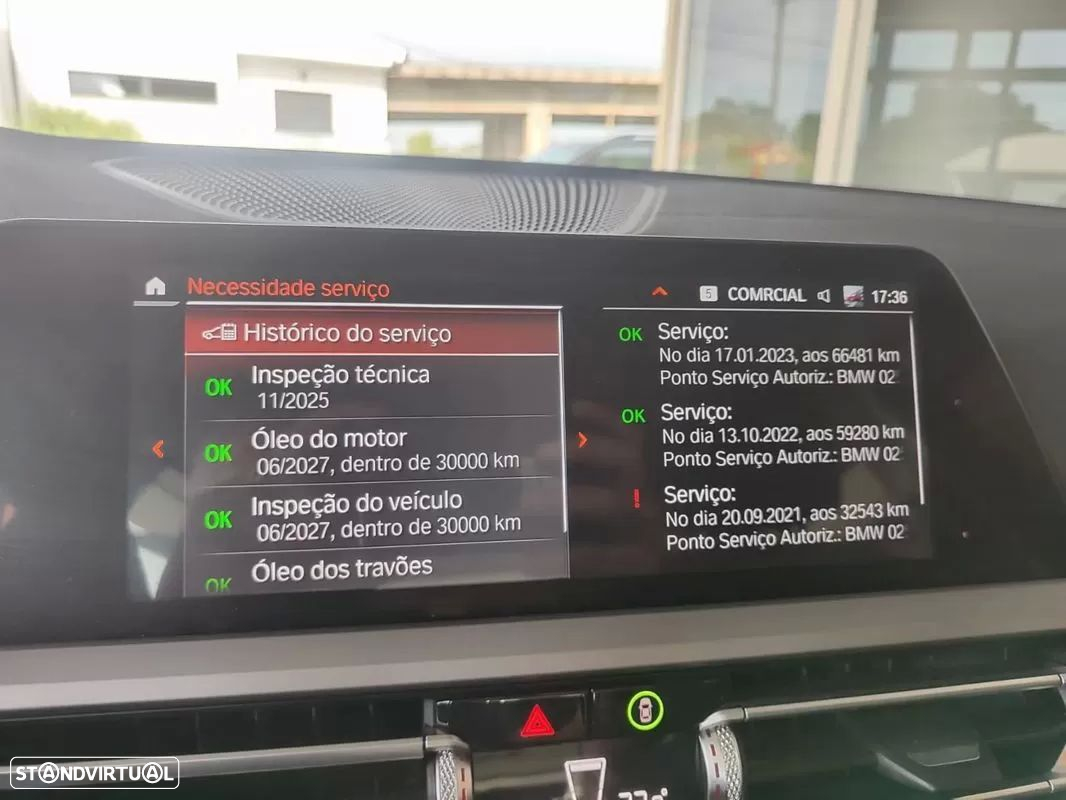 Necessidade serviço
5 COMRCIAL 17:36
Histórico do serviço
OK Inspeção técnica
11/2025
OK Óleo do motor
06/2027, dentro de 30000 km
OK Inspeção do veículo
06/2027, dentro de 30000 km
OK Óleo dos travões
OK Serviço:
No dia 17.01.2023, aos 66481 km
Ponto Serviço Autoriz.: BMW 02
OK Serviço:
No dia 13.10.2022, aos 59280 km
Ponto Serviço Autoriz.: BMW 02
! Serviço:
No dia 20.09.2021, aos 32543 km
Ponto Serviço Autoriz.: BMW 02
STANDVIRTUAL